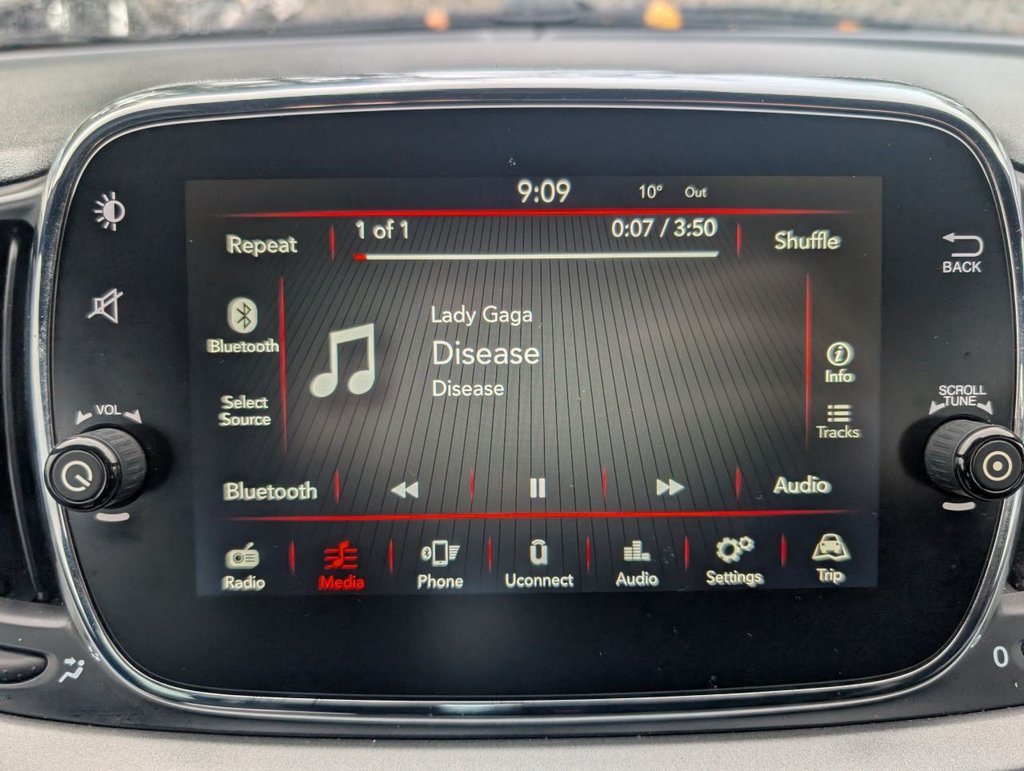 9:09 10° Out
Repeat 1 of 1 0:07 / 3:50 Shuffle
BACK
Bluetooth
Lady Gaga
Disease
Disease
Info
Select
Source
Tracks
VOL
SCROLL
TUNE
Bluetooth Audio
Radio Media Phone Uconnect Audio Settings Trip
0